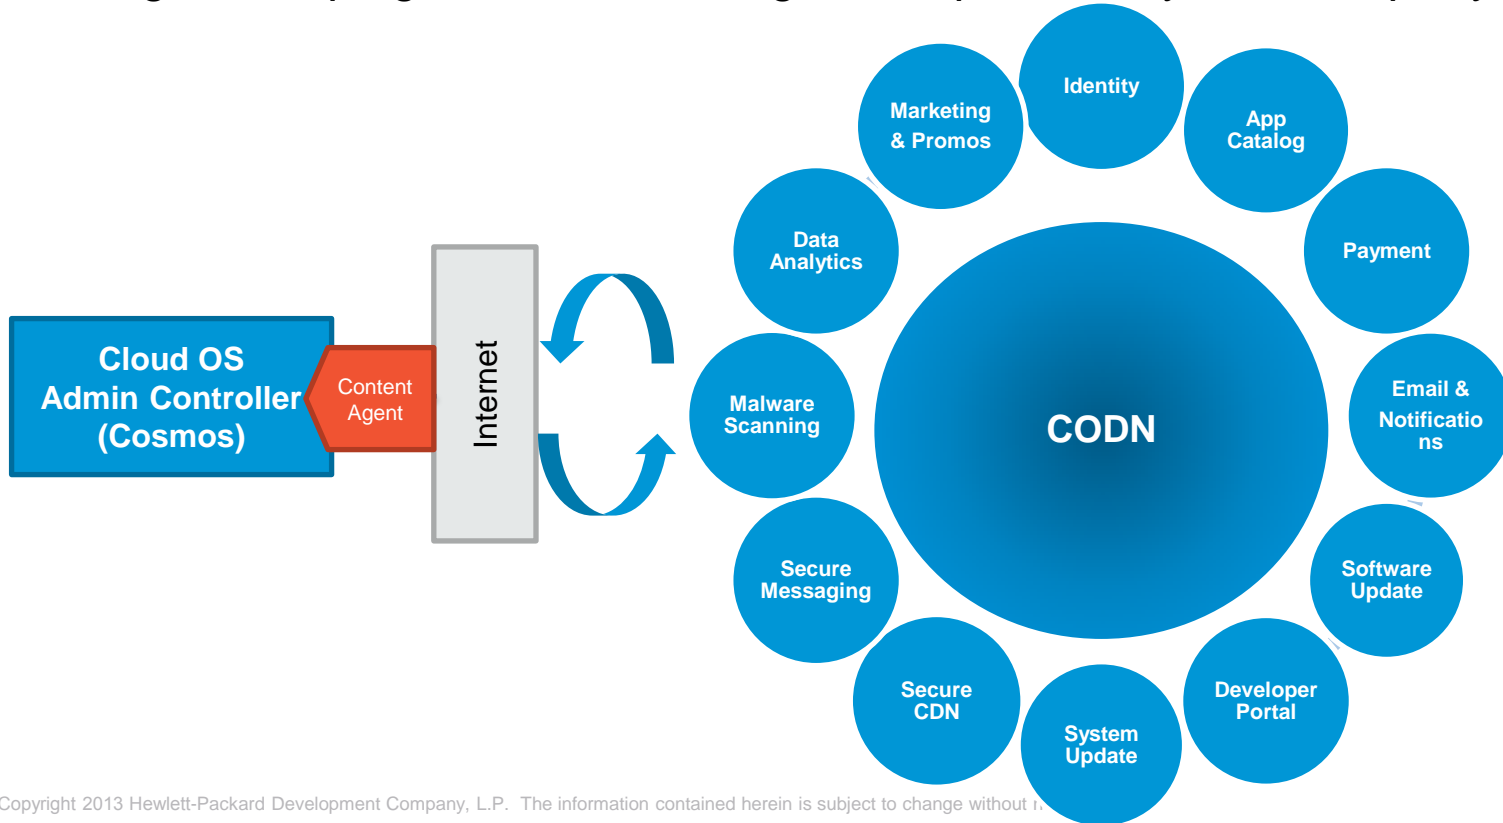 Identity
Marketing
& Promos
App
Catalog
Data
Analytics
Payment
Cloud OS
Admin Controller
(Cosmos)
Content
Agent
Internet
Malware
Scanning
CODN
Email &
Notificatio
ns
Secure
Messaging
Software
Update
Secure
CDN
Developer
Portal
System
Update
Copyright 2013 Hewlett-Packard Development Company, L.P. The information contained herein is subject to change without